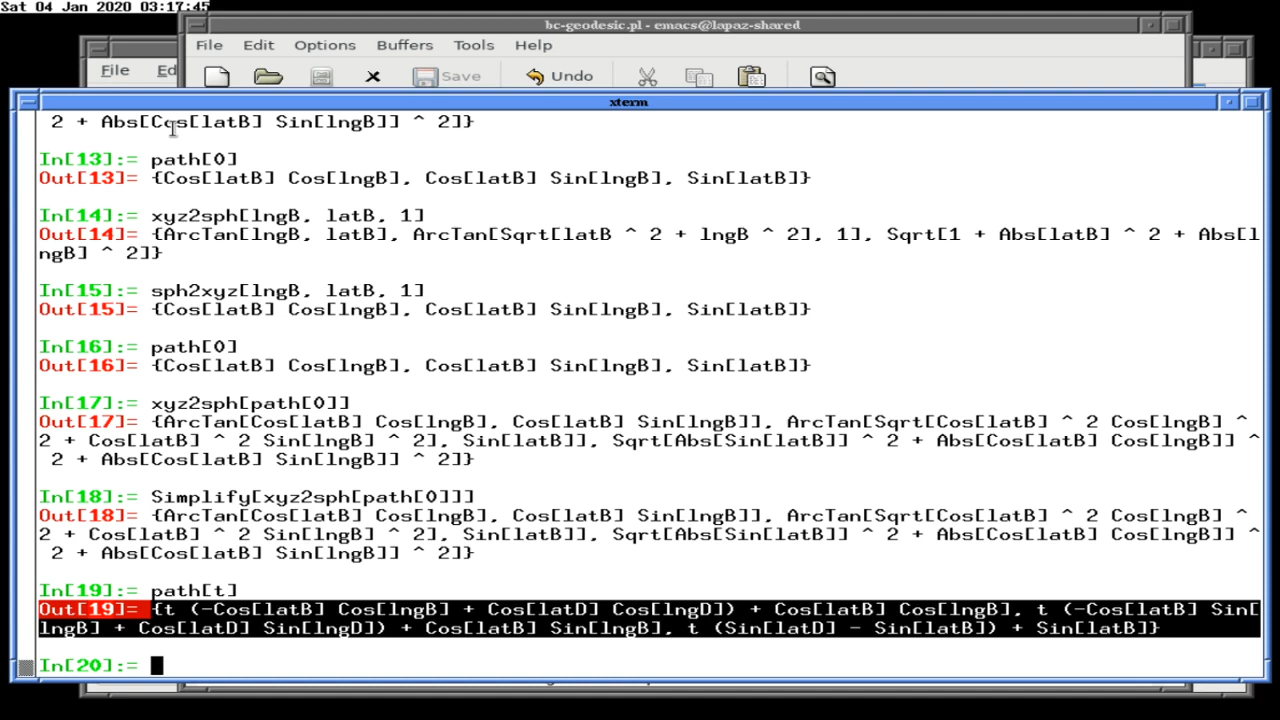 Sat 04 Jan 2020 03:17:45
bc-geodesic.pl - emacs@lapaz-shared
File Edit Options Buffers Tools Help
File Ed
Save Undo
xterm
2 + Abs[Cos[latB] Sin[lngB]] ^ 2]}
In[13]:= path[0]
Out[13]= {Cos[latB] Cos[lngB], Cos[latB] Sin[lngB], Sin[latB]}
In[14]:= xyz2sph[lngB, latB, 1]
Out[14]= {ArcTan[lngB, latB], ArcTan[Sqrt[latB ^ 2 + lngB ^ 2], 1], Sqrt[1 + Abs[latB] ^ 2 + Abs[l
ngB] ^ 2]}
In[15]:= sph2xyz[lngB, latB, 1]
Out[15]= {Cos[latB] Cos[lngB], Cos[latB] Sin[lngB], Sin[latB]}
In[16]:= path[0]
Out[16]= {Cos[latB] Cos[lngB], Cos[latB] Sin[lngB], Sin[latB]}
In[17]:= xyz2sph[path[0]]
Out[17]= {ArcTan[Cos[latB] Cos[lngB], Cos[latB] Sin[lngB]], ArcTan[Sqrt[Cos[latB] ^ 2 Cos[lngB] ^
2 + Cos[latB] ^ 2 Sin[lngB] ^ 2], Sin[latB]], Sqrt[Abs[Sin[latB]] ^ 2 + Abs[Cos[latB] Cos[lngB]] ^
2 + Abs[Cos[latB] Sin[lngB]] ^ 2]}
In[18]:= Simplify[xyz2sph[path[0]]]
Out[18]= {ArcTan[Cos[latB] Cos[lngB], Cos[latB] Sin[lngB]], ArcTan[Sqrt[Cos[latB] ^ 2 Cos[lngB] ^
2 + Cos[latB] ^ 2 Sin[lngB] ^ 2], Sin[latB]], Sqrt[Abs[Sin[latB]] ^ 2 + Abs[Cos[latB] Cos[lngB]] ^
2 + Abs[Cos[latB] Sin[lngB]] ^ 2]}
In[19]:= path[t]
Out[19]= {t (-Cos[latB] Cos[lngB] + Cos[latD] Cos[lngD]) + Cos[latB] Cos[lngB], t (-Cos[latB] Sin[
lngB] + Cos[latD] Sin[lngD]) + Cos[latB] Sin[lngB], t (Sin[latD] - Sin[latB]) + Sin[latB]}
In[20]:=